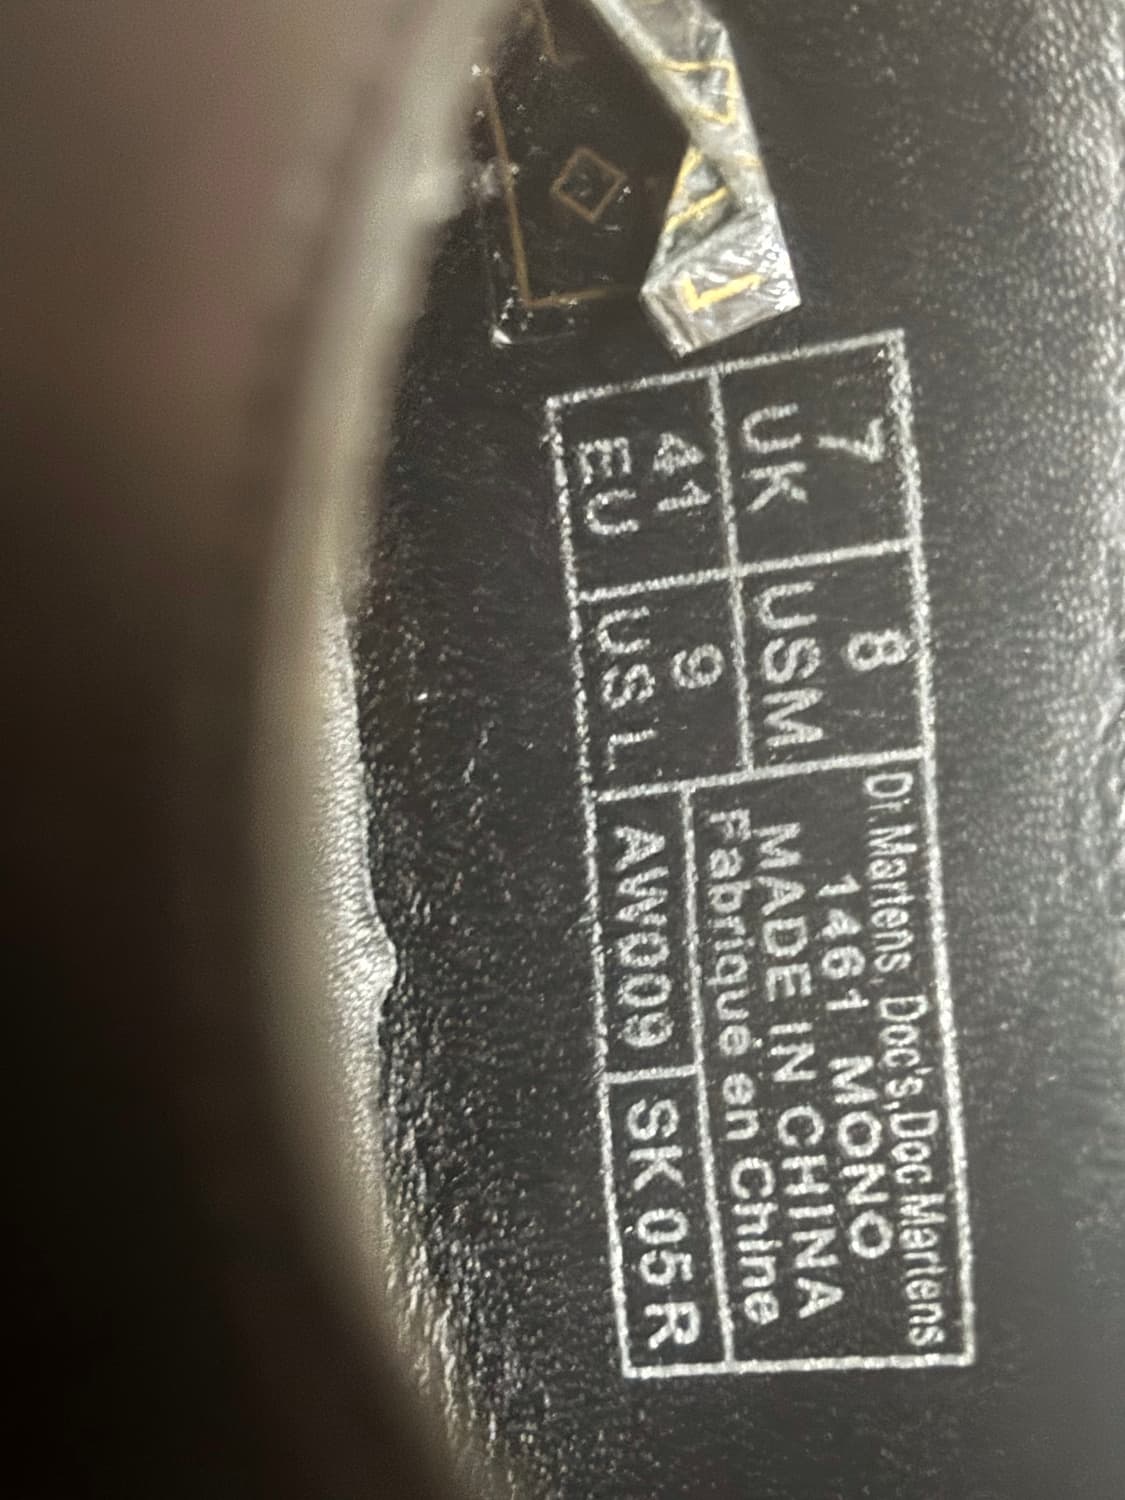 7 8
UK USM
41 9
EU US L
Dr. Martens, Doc's, Doc Martens
1461 MONO
MADE IN CHINA
Fabriqué en Chine
AW009 SK 05 R